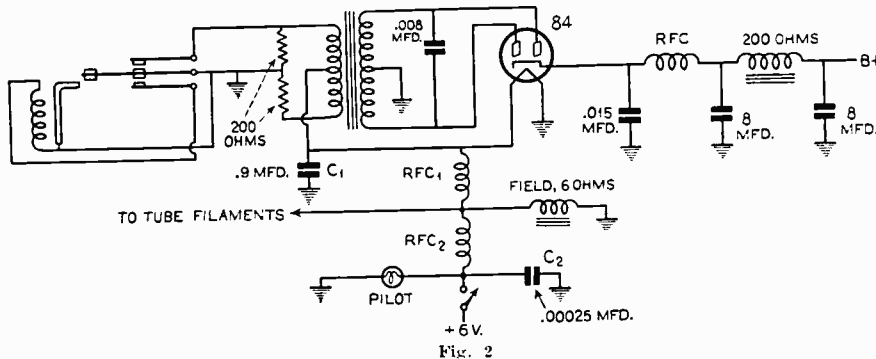 .008
MFD.
84
RFC
200 OHMS
B+
200
OHMS
.015
MFD.
8
MFD.
8
MFD.
.9 MFD.
C1
RFC1
FIELD, 6 OHMS
TO TUBE FILAMENTS
RFC2
C2
PILOT
.00025 MFD.
+6V.
Fig. 2